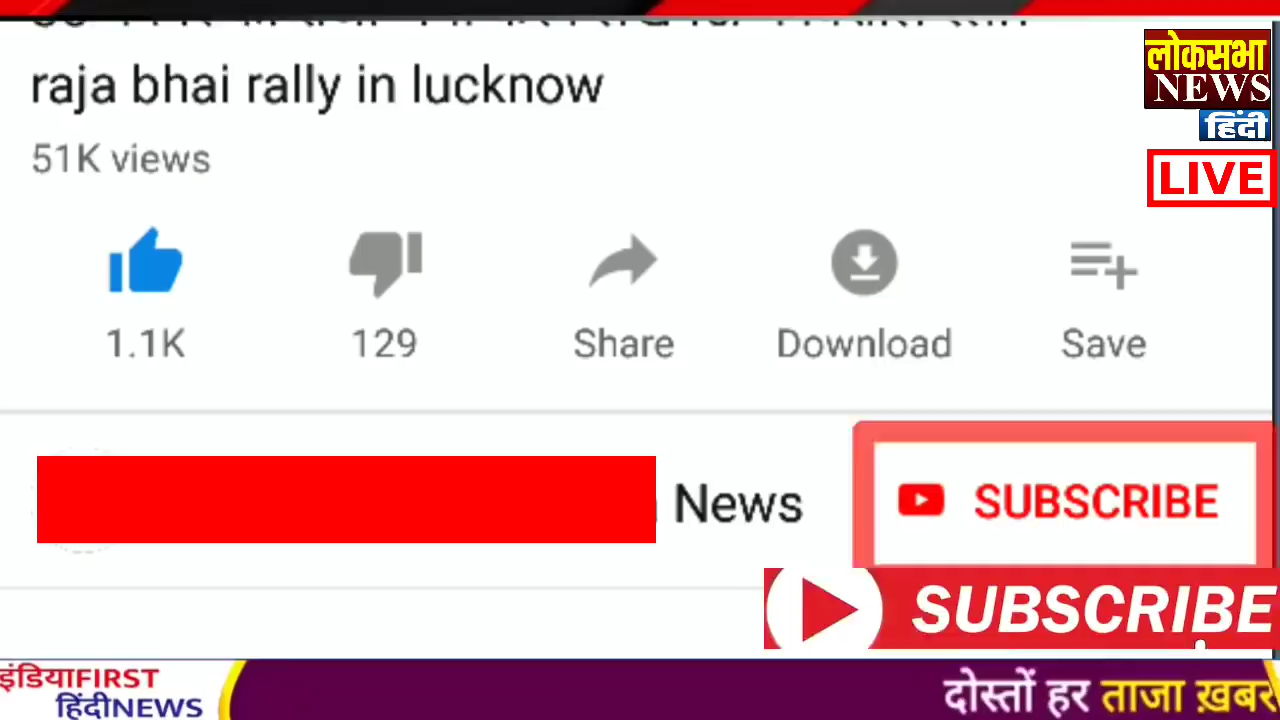 raja bhai rally in lucknow
51K views
लोकसभा
NEWS
हिंदी
LIVE
1.1K
129
Share
Download
Save
News
SUBSCRIBE
SUBSCRIBE
इंडियाFIRST
हिंदीNEWS
दोस्तों हर ताजा ख़बर